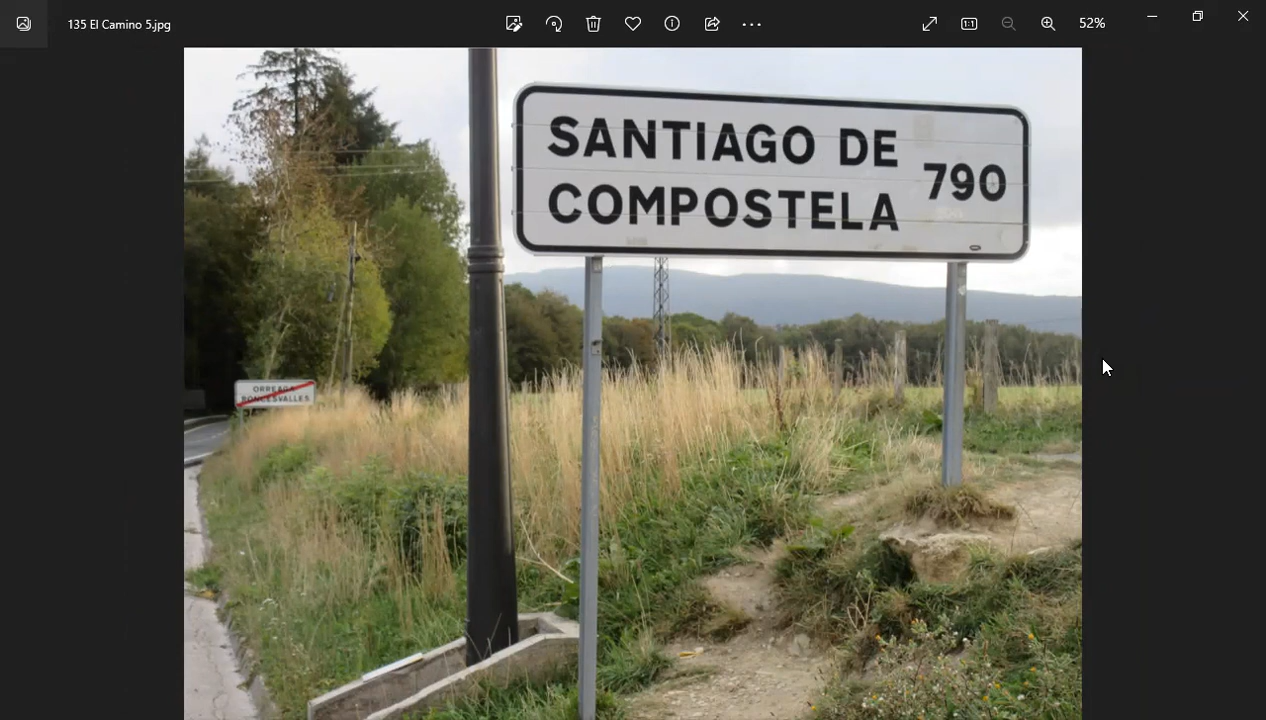 135 El Camino 5.jpg
52%
SANTIAGO DE
COMPOSTELA
790
ORREAGA
RONCESVALLES